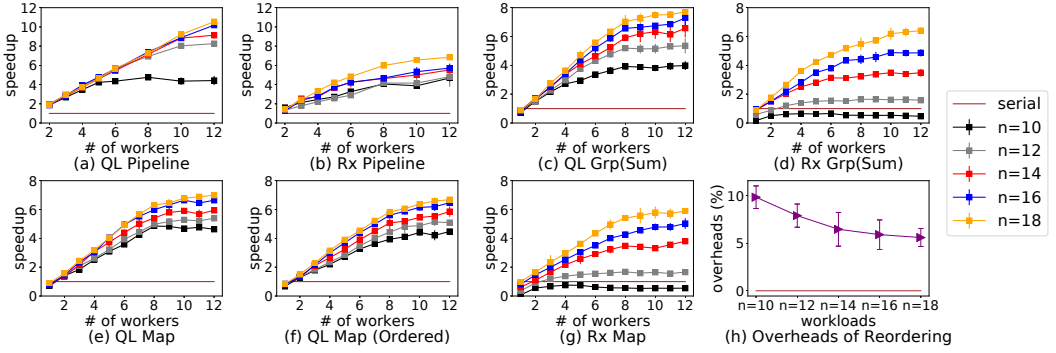 speedup
12
10
8
6
4
2
0
2 4 6 8 10 12
# of workers
(a) QL Pipeline
speedup
12
10
8
6
4
2
0
2 4 6 8 10 12
# of workers
(b) Rx Pipeline
speedup
8
6
4
2
0
2 4 6 8 10 12
# of workers
(c) QL Grp(Sum)
speedup
8
6
4
2
0
2 4 6 8 10 12
# of workers
(d) Rx Grp(Sum)
serial
n=10
n=12
n=14
n=16
n=18
speedup
8
6
4
2
0
2 4 6 8 10 12
# of workers
(e) QL Map
speedup
8
6
4
2
0
2 4 6 8 10 12
# of workers
(f) QL Map (Ordered)
speedup
8
6
4
2
0
2 4 6 8 10 12
# of workers
(g) Rx Map
overheads (%)
10
5
0
n=10 n=12 n=14 n=16 n=18
workloads
(h) Overheads of Reordering